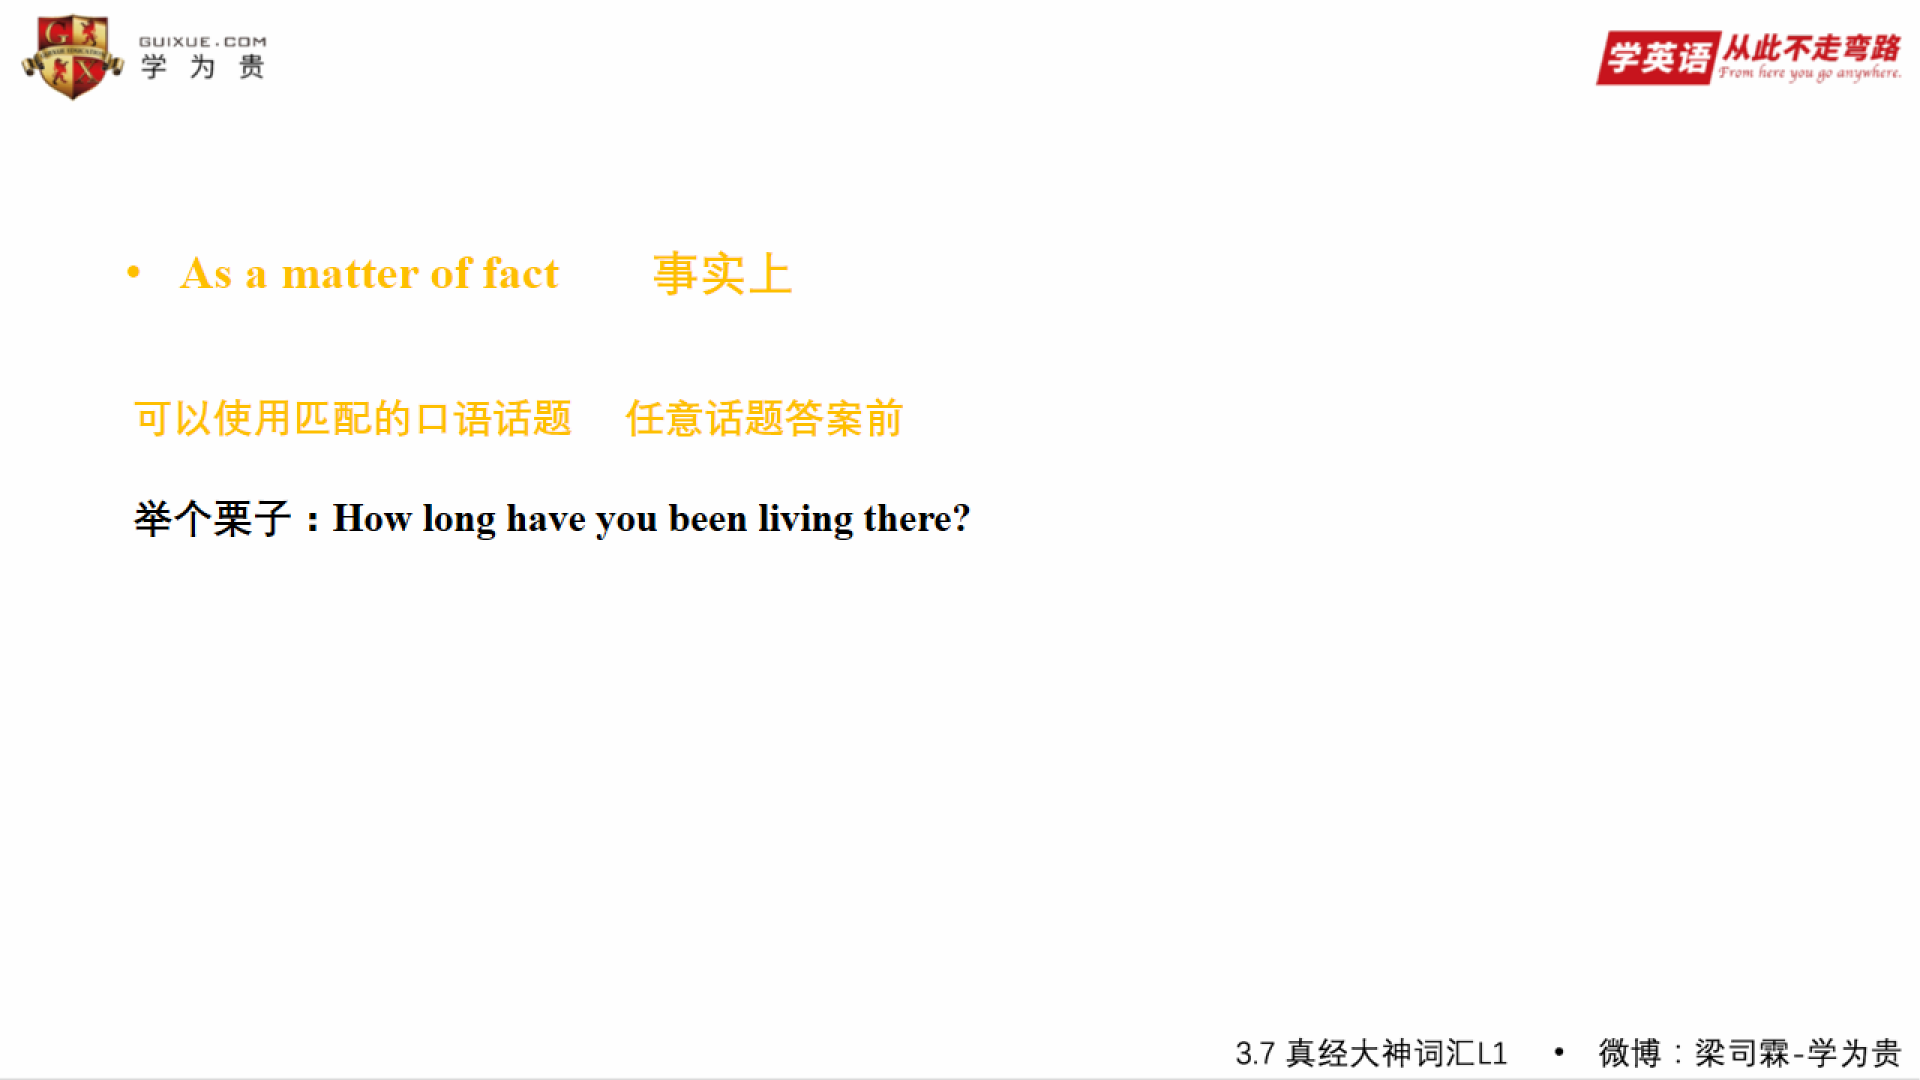 GUIXUE.COM
学为贵
学英语 从此不走弯路
From here you go anywhere.
• As a matter of fact 事实上
可以使用匹配的口语话题 任意话题答案前
举个栗子：How long have you been living there?
3.7 真经大神词汇L1 • 微博：梁司霖-学为贵